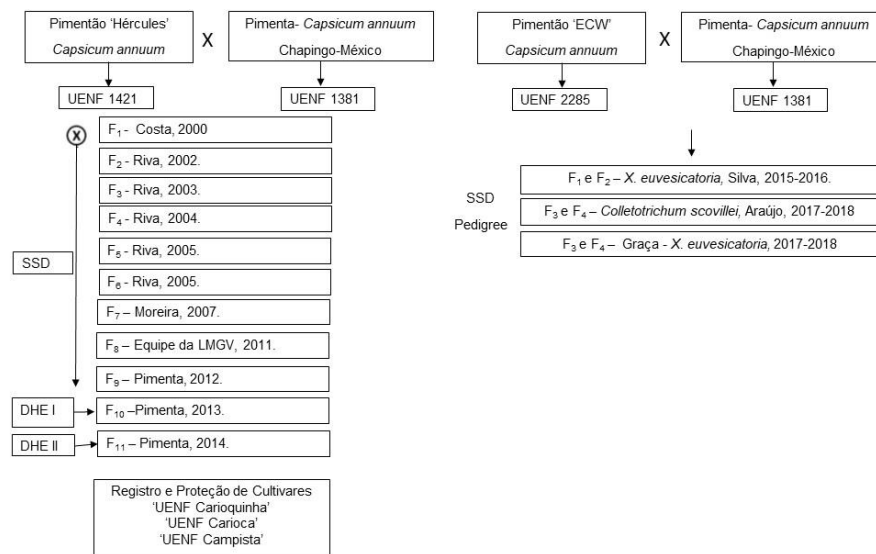 Pimentão ‘Hércules’
Capsicum annuum
X
Pimenta- Capsicum annuum
Chapingo-México
UENF 1421
UENF 1381
X
F1 - Costa, 2000
F2 - Riva, 2002.
F3 - Riva, 2003.
F4 - Riva, 2004.
F5 - Riva, 2005.
SSD
F6 - Riva, 2005.
F7 – Moreira, 2007.
F8 – Equipe da LMGV, 2011.
F9 – Pimenta, 2012.
DHE I
F10 –Pimenta, 2013.
DHE II
F11 – Pimenta, 2014.
Registro e Proteção de Cultivares
‘UENF Carioquinha’
‘UENF Carioca’
‘UENF Campista’
Pimentão ‘ECW’
Capsicum annuum
X
Pimenta- Capsicum annuum
Chapingo-México
UENF 2285
UENF 1381
SSD
Pedigree
F1 e F2 – X. euvesicatoria, Silva, 2015-2016.
F3 e F4 – Colletotrichum scovillei, Araújo, 2017-2018
F3 e F4 – Graça - X. euvesicatoria, 2017-2018